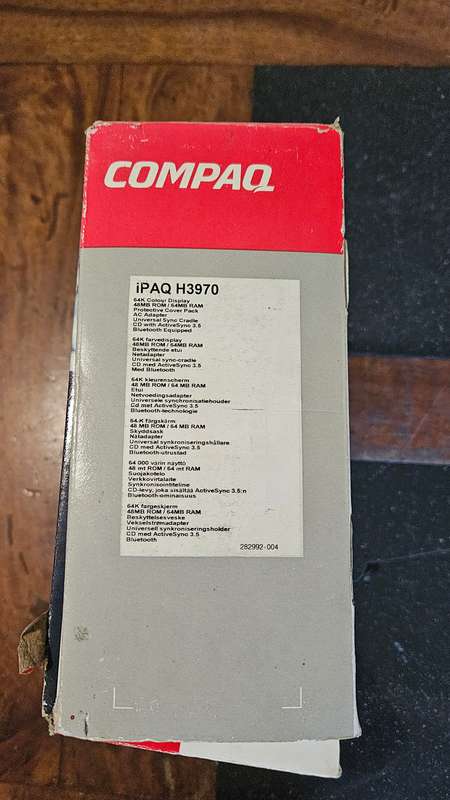 COMPAQ
iPAQ H3970
64K Colour Display
48MB ROM / 64MB RAM
Protective Cover Pack
AC Adapter
Universal Sync Cradle
CD with ActiveSync 3.5
Bluetooth Equipped
64K farvedisplay
48MB ROM / 64MB RAM
Beskyttende etui
Netadapter
Universal sync-cradle
CD med ActiveSync 3.5
Med Bluetooth
64K kleurenscherm
48 MB ROM / 64 MB RAM
Etui
Netvoedingsadapter
Universele synchronisatiehouder
Cd met ActiveSync 3.5
Bluetooth-technologie
64-K färgskärm
48 MB ROM / 64 MB RAM
Skyddsask
Nätadapter
Universal synkroniseringshållare
CD med ActiveSync 3.5
Bluetooth-utrustad
64 000 värin näyttö
48 mt ROM / 64 mt RAM
Suojakotelo
Verkkovirtalaite
Synkronisointiteline
CD-levy, joka sisältää ActiveSync 3.5:n
Bluetooth-ominaisuus
64K fargeskjerm
48MB ROM / 64MB RAM
Beskyttelsesveske
Vekselstrømadapter
Universell synkroniseringsholder
CD med ActiveSync 3.5
Bluetooth
282992-004